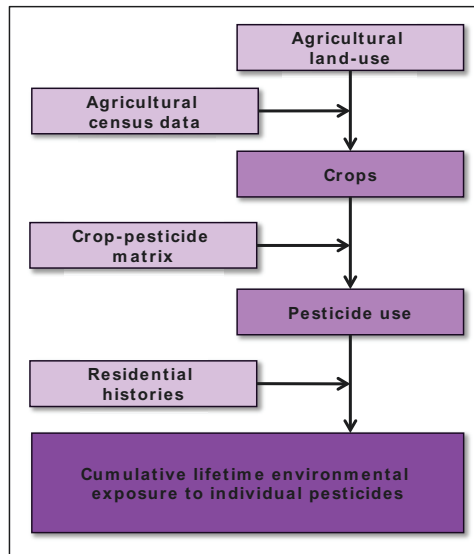 Agricultural
land-use
Agricultural
census data
Crops
Crop-pesticide
matrix
Pesticide use
Residential
histories
Cumulative lifetime environmental
exposure to individual pesticides